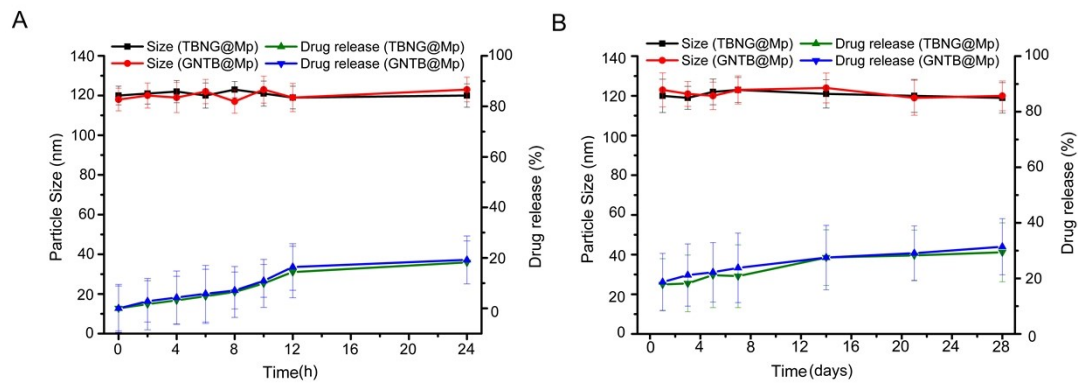 A
Size (TBNG@Mp) Drug release (TBNG@Mp)
Size (GNTB@Mp) Drug release (GNTB@Mp)
Particle Size (nm)
140
120
100
80
60
40
20
0
Drug release (%)
100
80
60
40
20
0
0 4 8 12 16 20 24
Time(h)
B
Size (TBNG@Mp) Drug release (TBNG@Mp)
Size (GNTB@Mp) Drug release (GNTB@Mp)
Particle Size (nm)
140
120
100
80
60
40
20
0
Drug release (%)
100
80
60
40
20
0
0 4 8 12 16 20 24 28
Time (days)